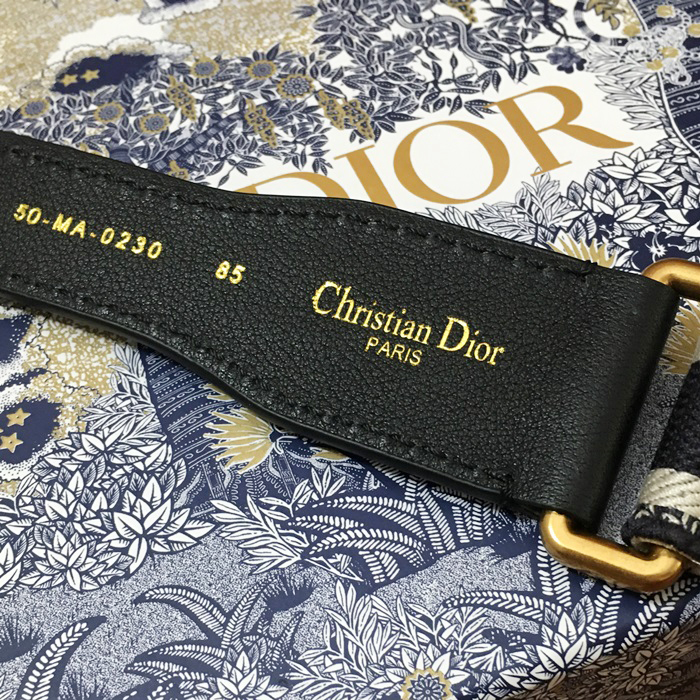 DIOR
50-MA-0230 85
Christian Dior
PARIS